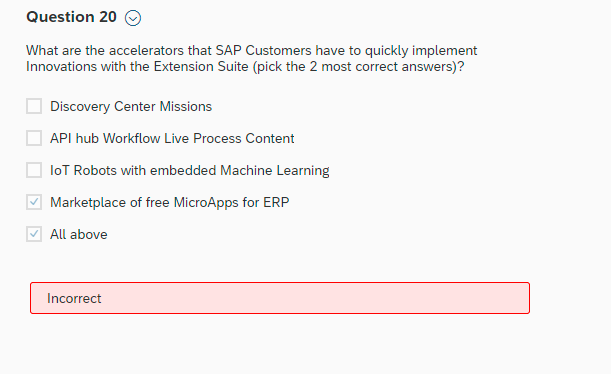 Question 20
What are the accelerators that SAP Customers have to quickly implement
Innovations with the Extension Suite (pick the 2 most correct answers)?
Discovery Center Missions
API hub Workflow Live Process Content
IoT Robots with embedded Machine Learning
Marketplace of free MicroApps for ERP
All above
Incorrect